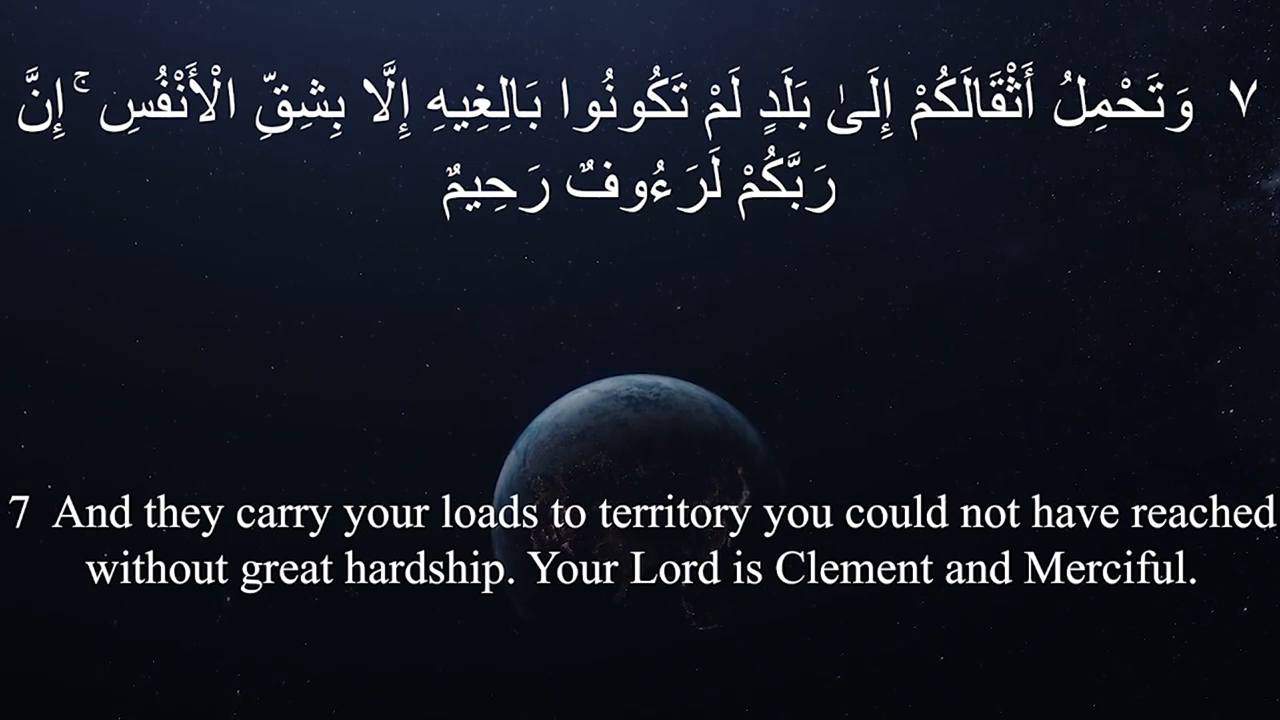 ٧ وَتَحْمِلُ أَثْقَالَكُمْ إِلَىٰ بَلَدٍ لَمْ تَكُونُوا بَالِغِيهِ إِلَّا بِشِقِّ الْأَنْفُسِ ۚ إِنَّ
رَبَّكُمْ لَرَءُوفٌ رَحِيمٌ
7 And they carry your loads to territory you could not have reached
without great hardship. Your Lord is Clement and Merciful.